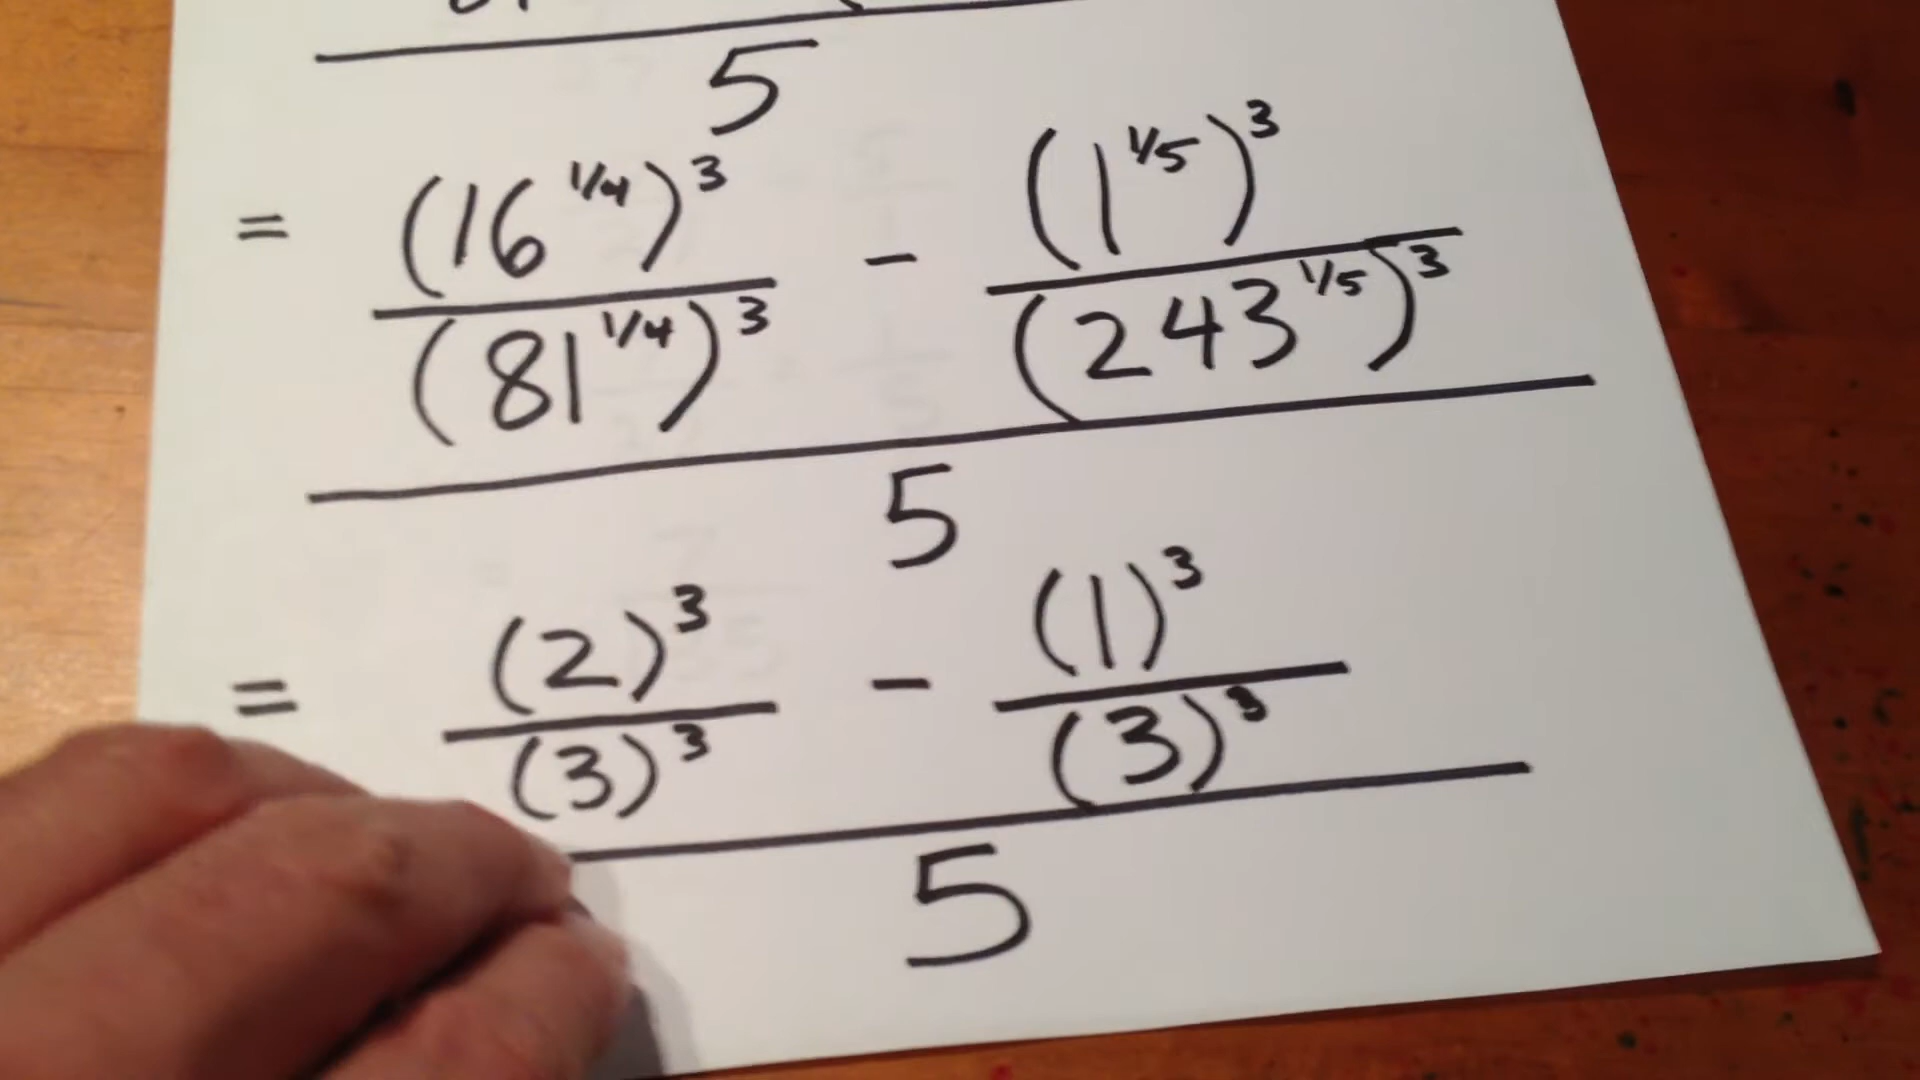 5
= (16^1/4)^3 / (81^1/4)^3 - (1^1/5)^3 / (243^1/5)^3
5
= (2)^3 / (3)^3 - (1)^3 / (3)^3
5